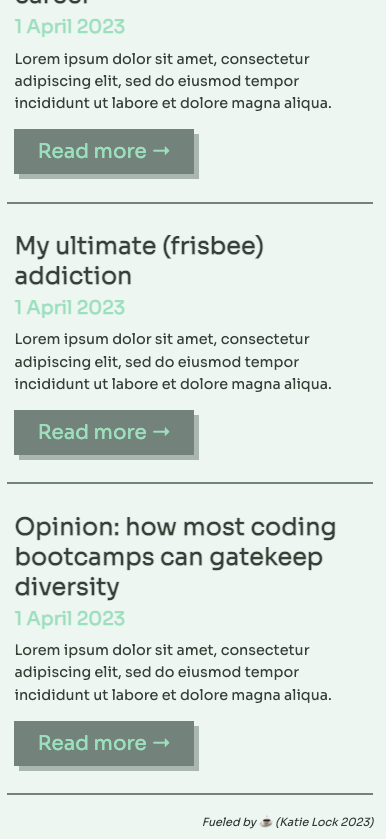 career
1 April 2023
Lorem ipsum dolor sit amet, consectetur
adipiscing elit, sed do eiusmod tempor
incididunt ut labore et dolore magna aliqua.
Read more →
My ultimate (frisbee)
addiction
1 April 2023
Lorem ipsum dolor sit amet, consectetur
adipiscing elit, sed do eiusmod tempor
incididunt ut labore et dolore magna aliqua.
Read more →
Opinion: how most coding
bootcamps can gatekeep
diversity
1 April 2023
Lorem ipsum dolor sit amet, consectetur
adipiscing elit, sed do eiusmod tempor
incididunt ut labore et dolore magna aliqua.
Read more →
Fueled by ☕ (Katie Lock 2023)